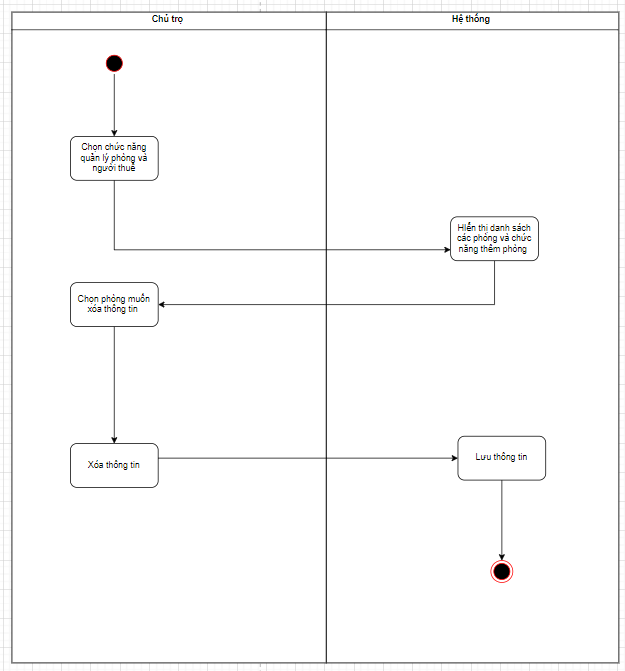 Chủ trọ
Hệ thống
Chọn chức năng
quản lý phòng và
người thuê
Hiển thị danh sách
các phòng và chức
năng thêm phòng
Chọn phòng muốn
xóa thông tin
Xóa thông tin
Lưu thông tin